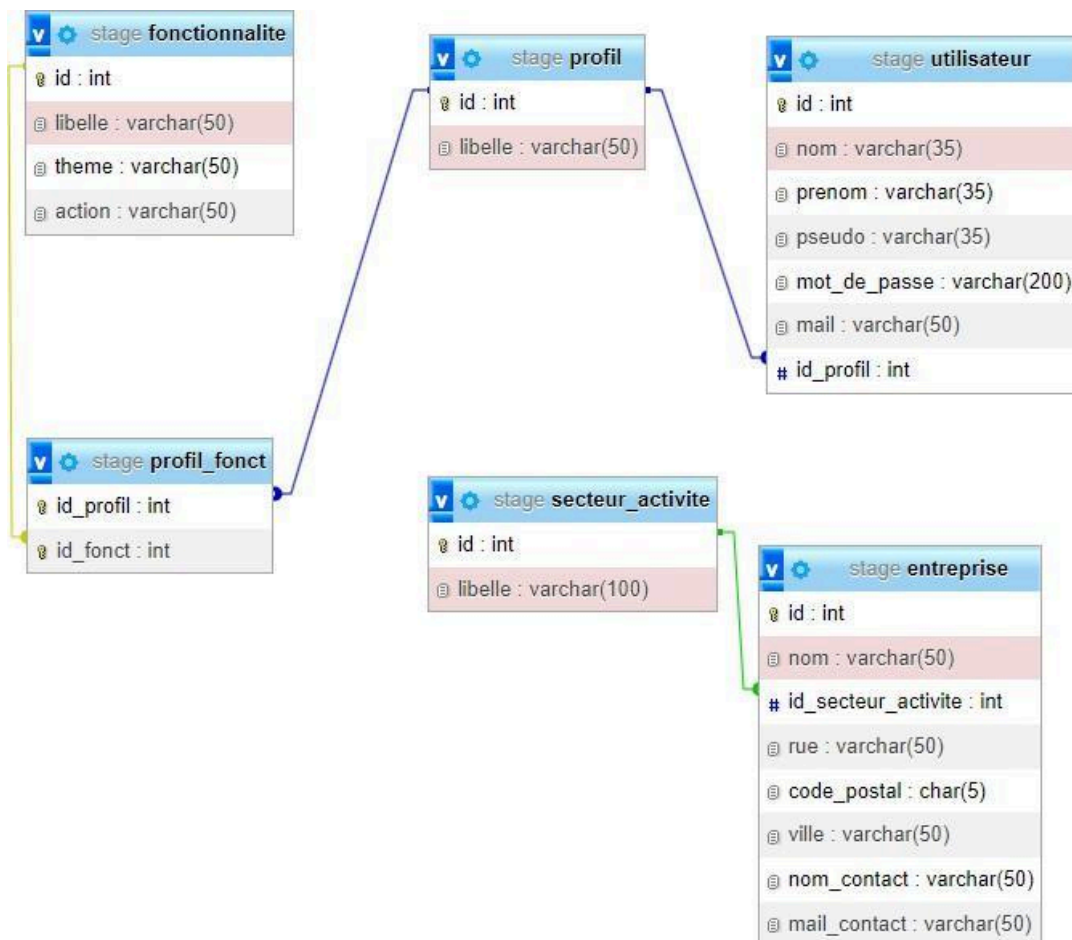 stage fonctionnalite
id : int
libelle : varchar(50)
theme : varchar(50)
action : varchar(50)
stage profil
id : int
libelle : varchar(50)
stage utilisateur
id : int
nom : varchar(35)
prenom : varchar(35)
pseudo : varchar(35)
mot_de_passe : varchar(200)
mail : varchar(50)
# id_profil : int
stage profil_fonct
id_profil : int
id_fonct : int
stage secteur_activite
id : int
libelle : varchar(100)
stage entreprise
id : int
nom : varchar(50)
# id_secteur_activite : int
rue : varchar(50)
code_postal : char(5)
ville : varchar(50)
nom_contact : varchar(50)
mail_contact : varchar(50)